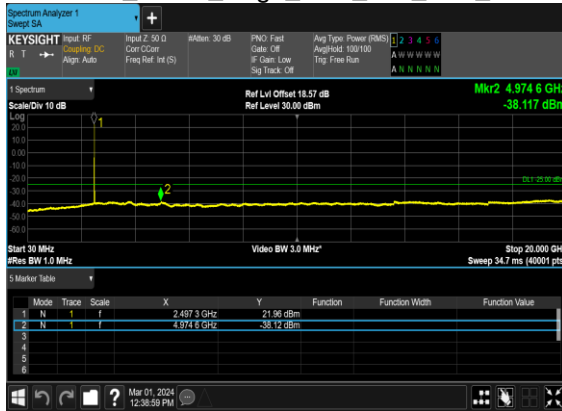 Spectrum Analyzer 1
Swept SA
+
KEYSIGHT Input: RF Input Z: 50 Ω #Atten: 30 dB PNO: Fast Avg Type: Power (RMS) 1 2 3 4 5 6
R T Coupling: DC Corr CCorr Gate: Off Avg|Hold: 100/100 A W W W W W
Align: Auto Freq Ref: Int (S) IF Gain: Low Trig: Free Run
Sig Track: Off A N N N N N
1 Spectrum Ref Lvl Offset 18.57 dB Mkr2 4.974 6 GHz
Scale/Div 10 dB Ref Level 30.00 dBm -38.117 dBm
Log
20.0
10.0
0.00
-10.0
-20.0
-30.0
-40.0
-50.0
-60.0
1
2
DL1 -25.00 dBm
Start 30 MHz Video BW 3.0 MHz* Stop 20.000 GHz
#Res BW 1.0 MHz Sweep 34.7 ms (40001 pts)
5 Marker Table
Mode Trace Scale X Y Function Function Width Function Value
1 N 1 f 2.497 3 GHz 21.96 dBm
2 N 1 f 4.974 6 GHz -38.12 dBm
3
4
5
6
? Mar 01, 2024
12:38:59 PM